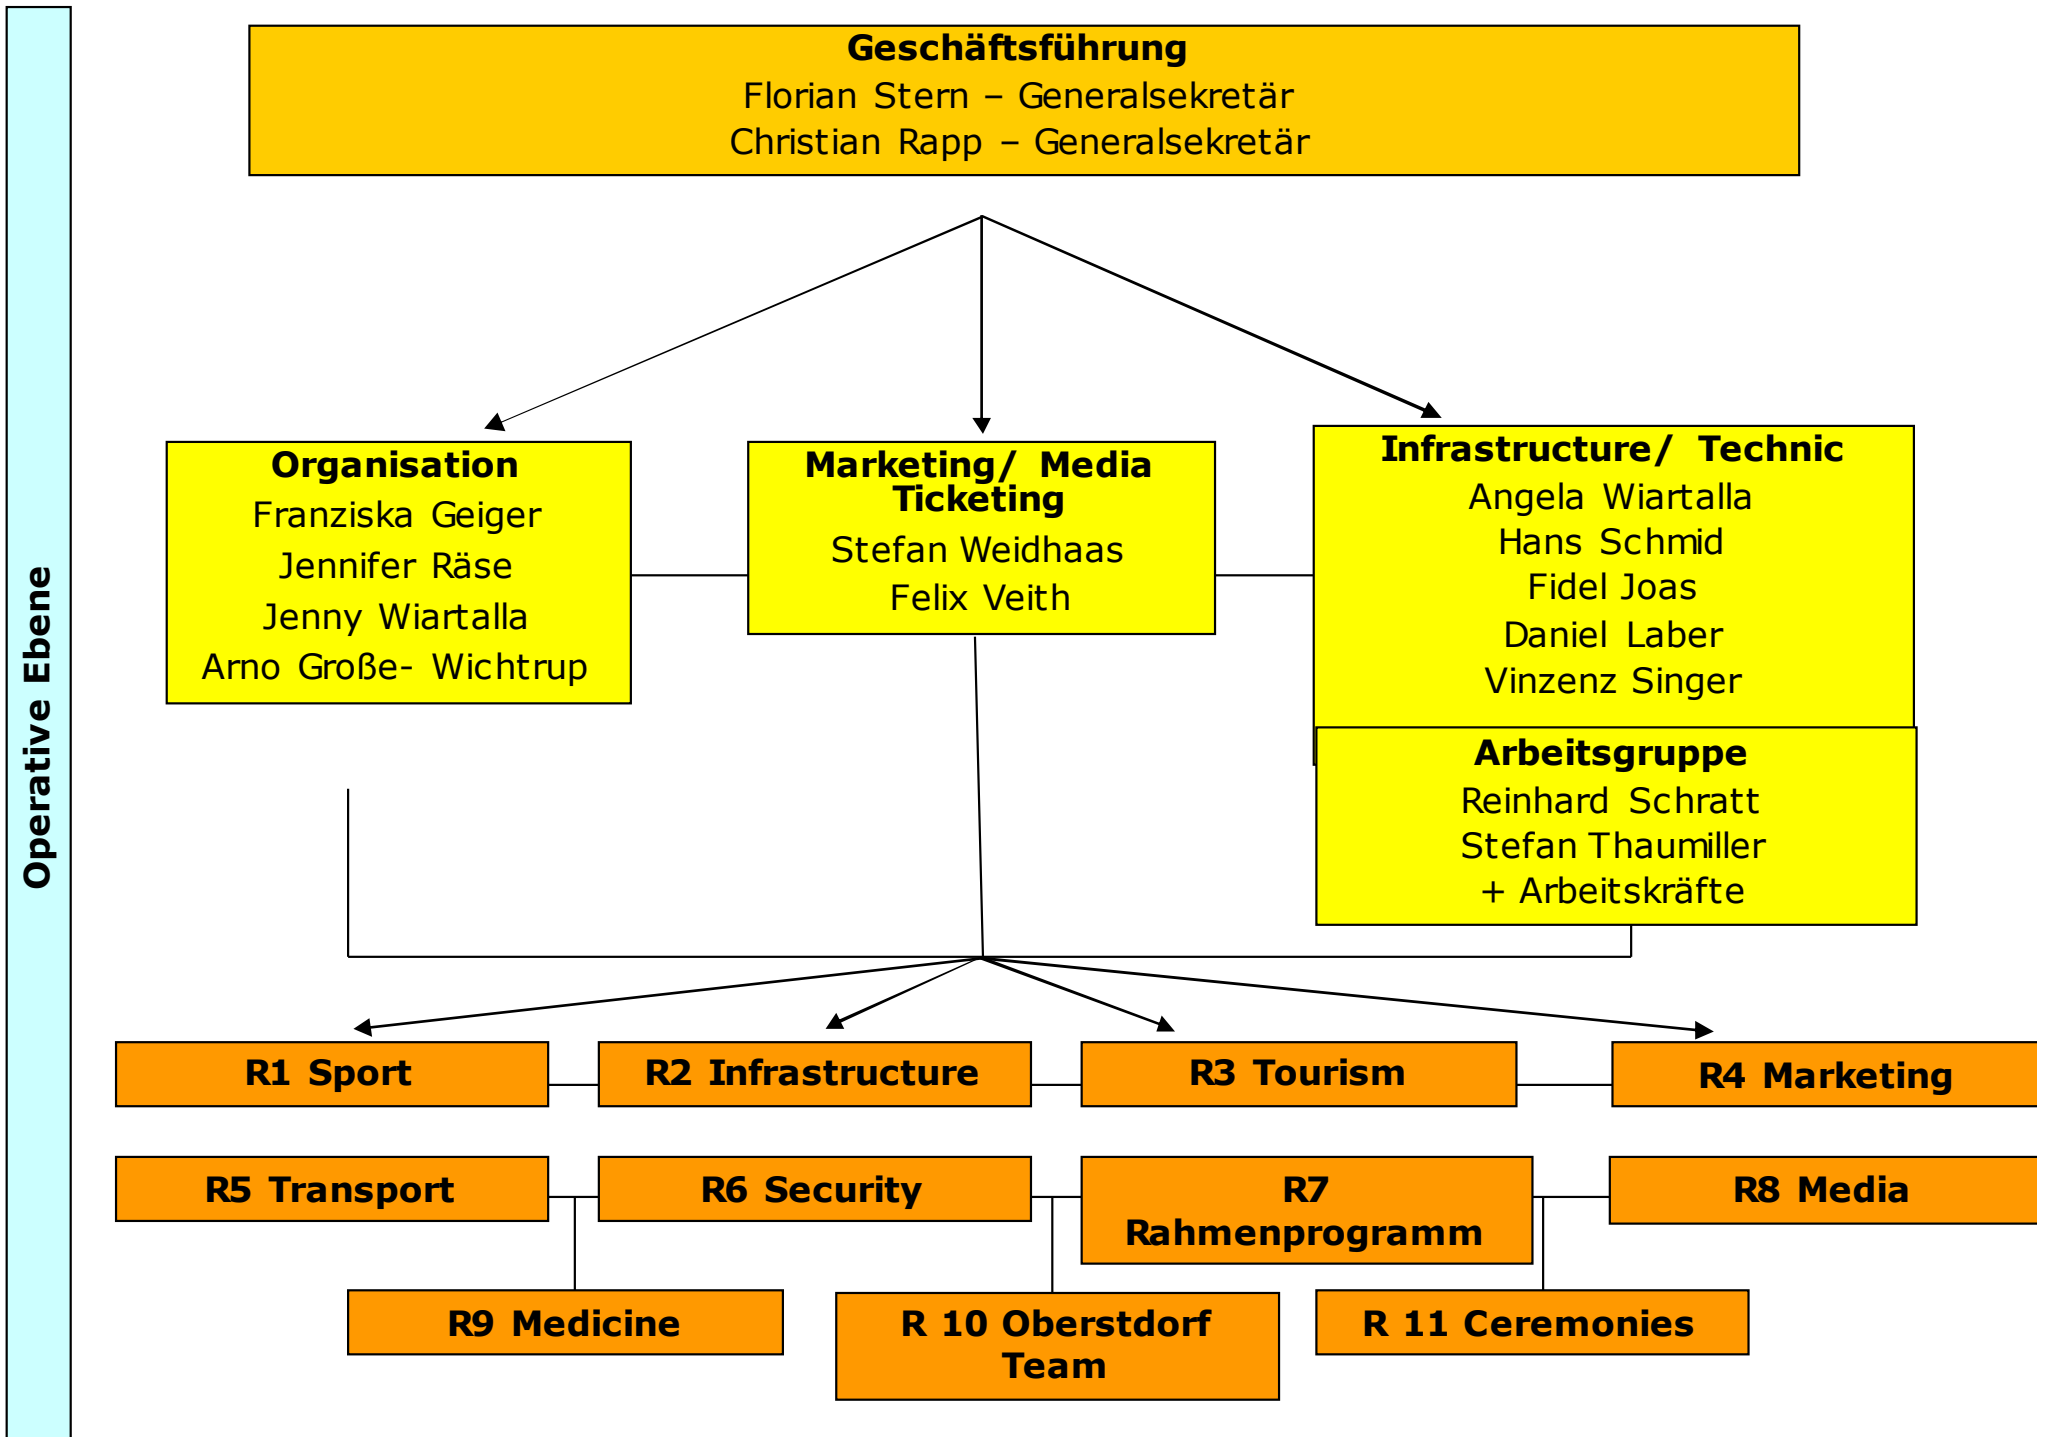 Operative Ebene
Geschäftsführung
Florian Stern – Generalsekretär
Christian Rapp – Generalsekretär
Organisation
Franziska Geiger
Jennifer Räse
Jenny Wiartalla
Arno Große- Wichtrup
Marketing/ Media
Ticketing
Stefan Weidhaas
Felix Veith
Infrastructure/ Technic
Angela Wiartalla
Hans Schmid
Fidel Joas
Daniel Laber
Vinzenz Singer
Arbeitsgruppe
Reinhard Schratt
Stefan Thaumiller
+ Arbeitskräfte
R1 Sport
R2 Infrastructure
R3 Tourism
R4 Marketing
R5 Transport
R6 Security
R7
Rahmenprogramm
R8 Media
R9 Medicine
R 10 Oberstdorf
Team
R 11 Ceremonies